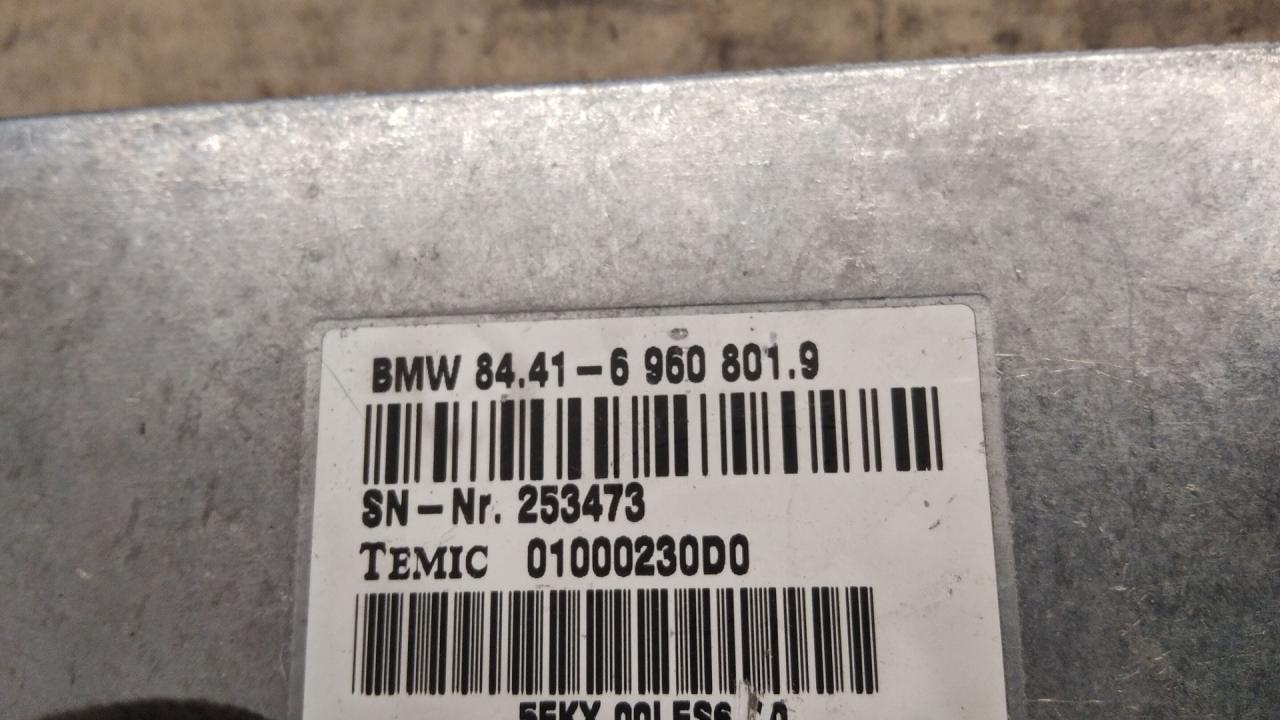 BMW 84.41-6 960 801.9
SN-Nr. 253473
TEMIC 01000230D0